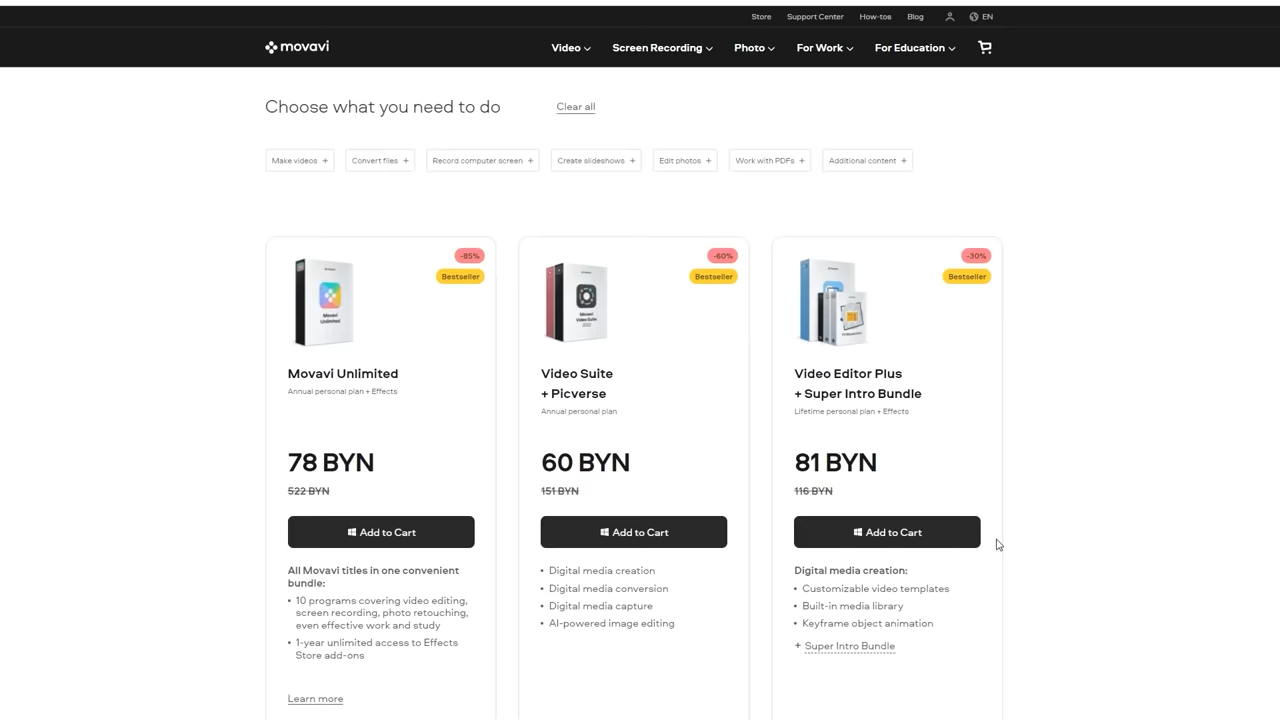 Store Support Center How-tos Blog EN
movavi Video Screen Recording Photo For Work For Education
Choose what you need to do Clear all
Make videos + Convert files + Record computer screen + Create slideshows + Edit photos + Work with PDFs + Additional content +
-85% -60% -30%
Bestseller Bestseller Bestseller
Movavi
Unlimited
Movavi
Video Suite
2022
Movavi Unlimited
Annual personal plan + Effects
78 BYN
522 BYN
Add to Cart
All Movavi titles in one convenient
bundle:
• 10 programs covering video editing,
screen recording, photo retouching,
even effective work and study
• 1-year unlimited access to Effects
Store add-ons
Learn more
Video Suite
+ Picverse
Annual personal plan
60 BYN
151 BYN
Add to Cart
• Digital media creation
• Digital media conversion
• Digital media capture
• AI-powered image editing
Video Editor Plus
+ Super Intro Bundle
Lifetime personal plan + Effects
81 BYN
116 BYN
Add to Cart
Digital media creation:
• Customizable video templates
• Built-in media library
• Keyframe object animation
+ Super Intro Bundle